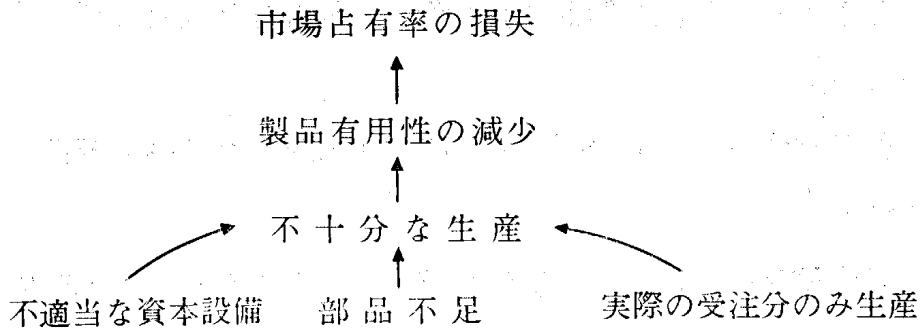 市場占有率の損失
製品有用性の減少
不十分な生産
不適当な資本設備 部品不足 実際の受注分のみ生産